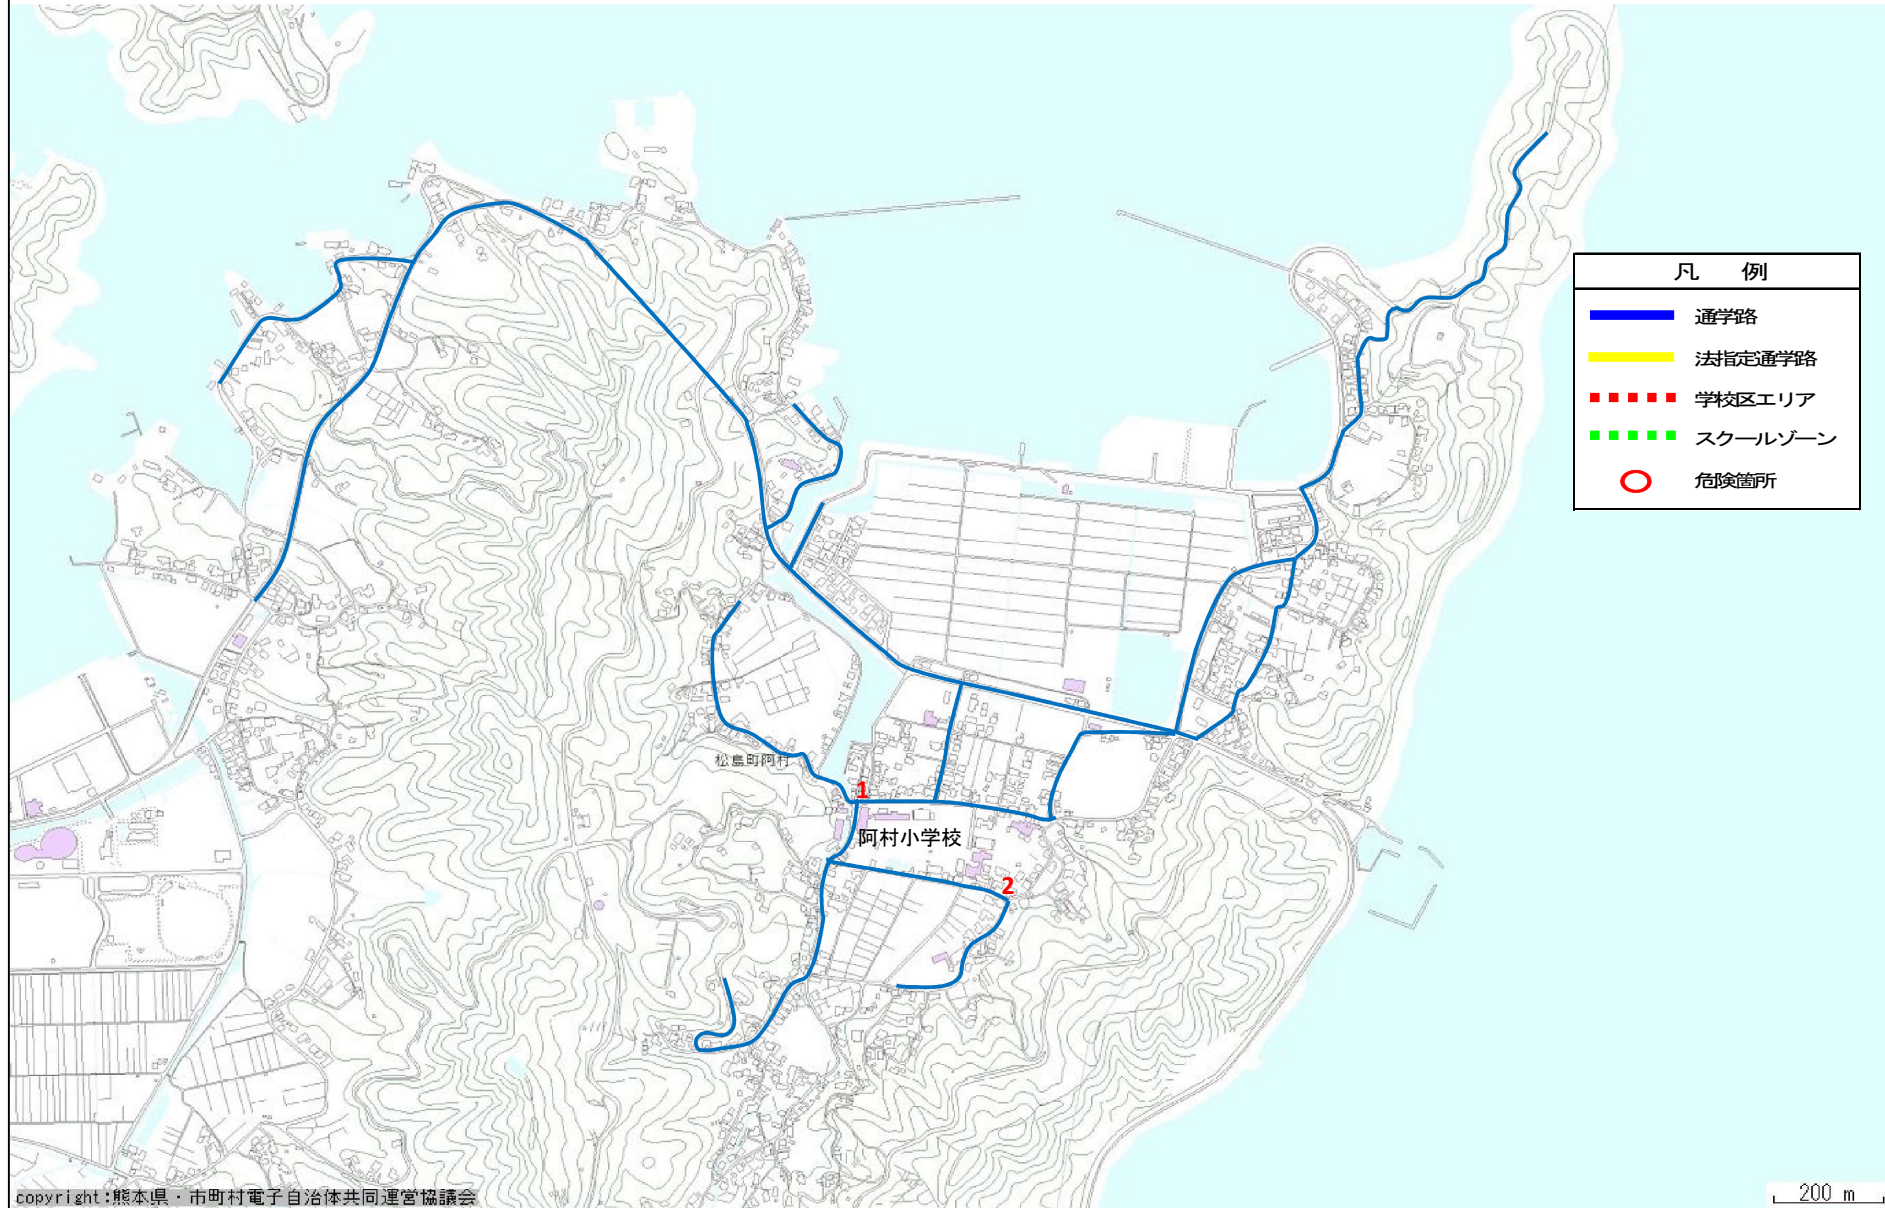 凡 例
通学路
法指定通学路
学校区エリア
スクールゾーン
危険箇所
松島町阿村
1
阿村小学校
2
copyright:熊本県・市町村電子自治体共同運営協議会
200 m